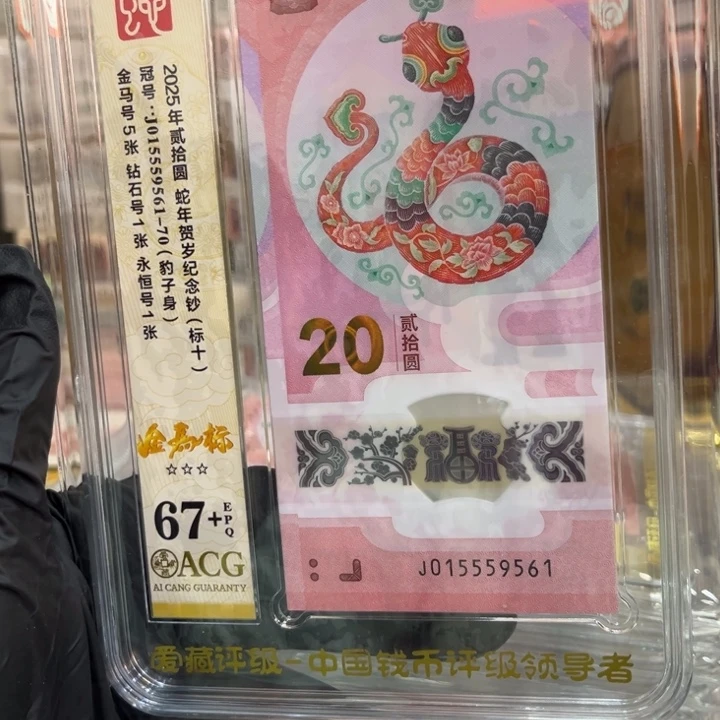 2025年贰拾圆 蛇年贺岁纪念钞（标十）
冠号：J015559561-70（豹子身）
金马号5张 钻石号1张 永恒号1张
金马标
☆☆☆
67+
EPQ
ACG
AI CANG GUARANTY
20
贰拾圆
J015559561
爱藏评级-中国钱币评级领导者